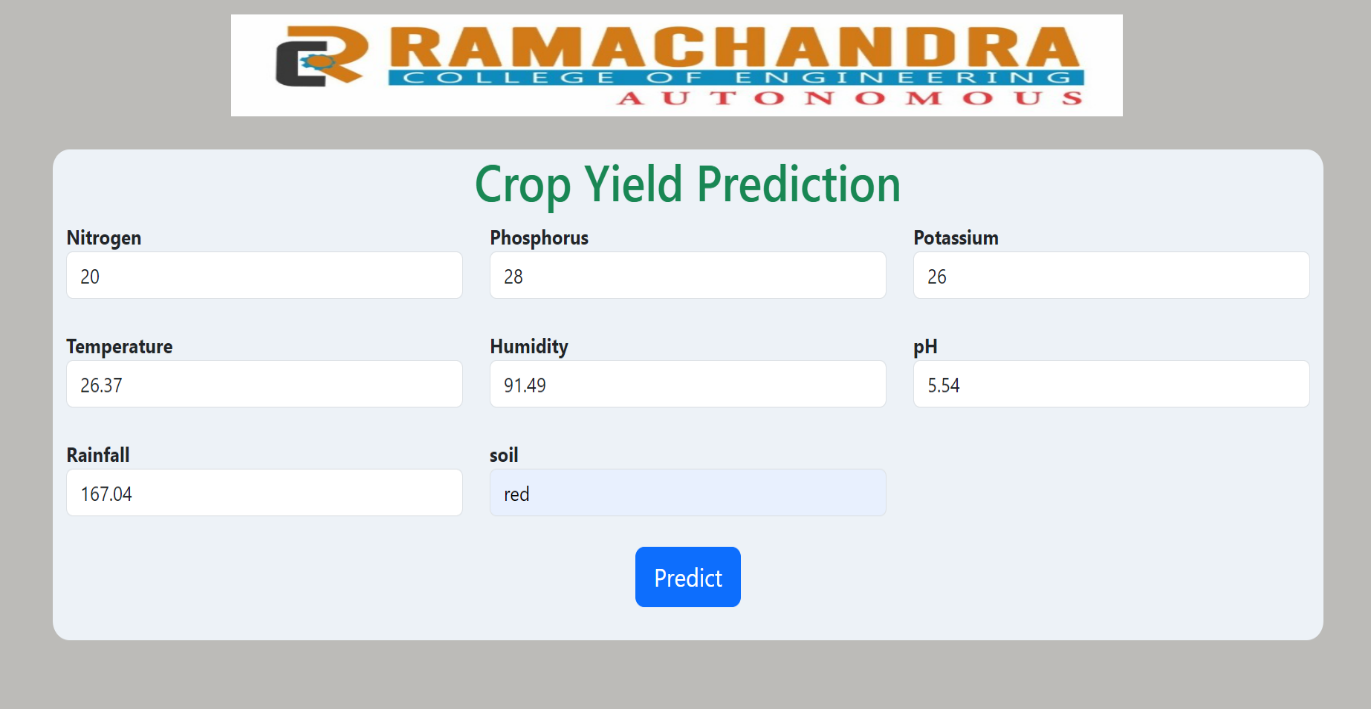 RAMACHANDRA
COLLEGE OF ENGINEERING
AUTONOMOUS
Crop Yield Prediction
Nitrogen Phosphorus Potassium
20 28 26
Temperature Humidity pH
26.37 91.49 5.54
Rainfall soil
167.04 red
Predict